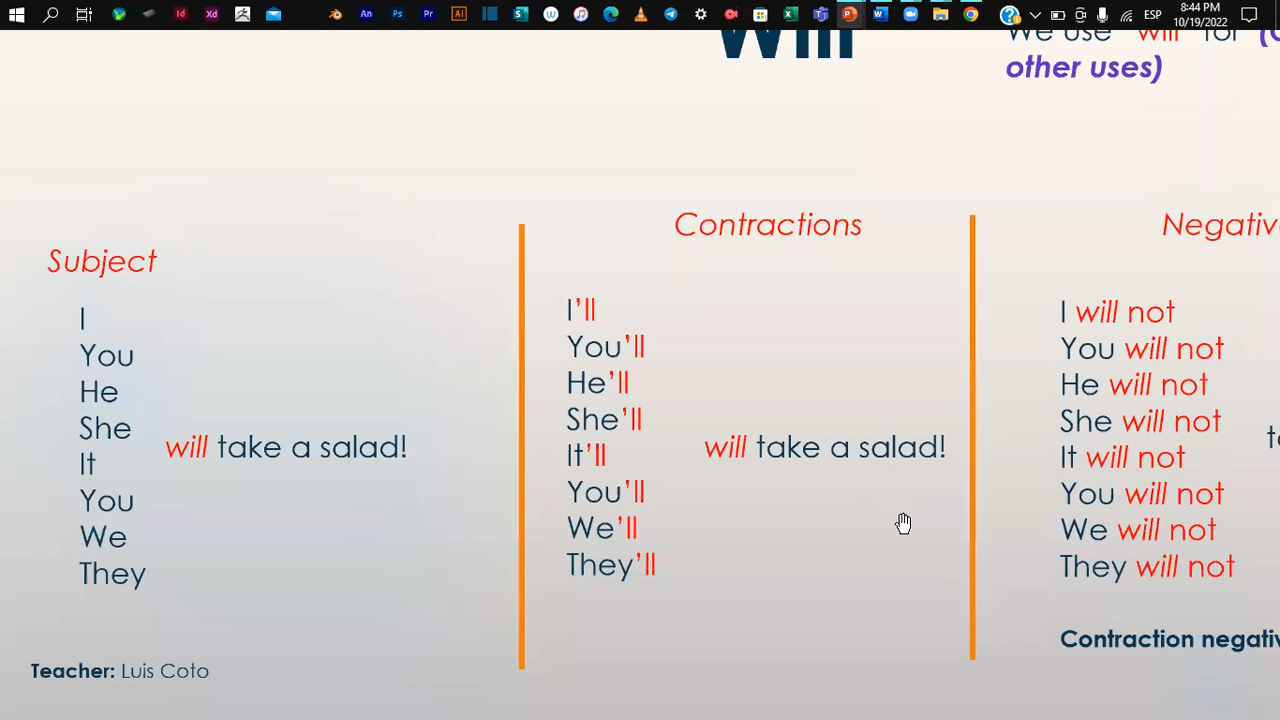 8:44 PM
ESP
10/19/2022
Will
We use "will" for
other uses)
Subject
I
You
He
She
It
You
We
They
will take a salad!
Contractions
I'll
You'll
He'll
She'll
It'll
You'll
We'll
They'll
will take a salad!
Negativ
I will not
You will not
He will not
She will not
It will not
You will not
We will not
They will not
Contraction negativ
Teacher: Luis Coto